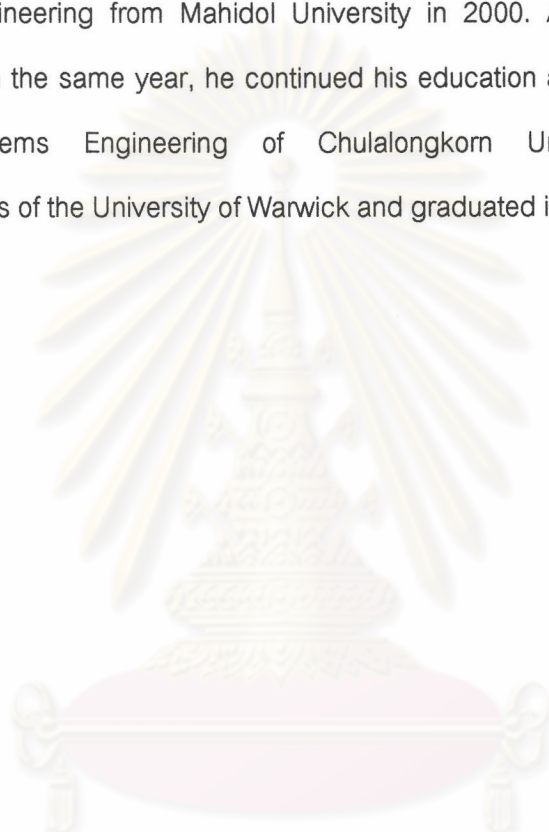 ineering from Mahidol University in 2000.
the same year, he continued his education
ems Engineering of Chulalongkorn
s of the University of Warwick and graduated